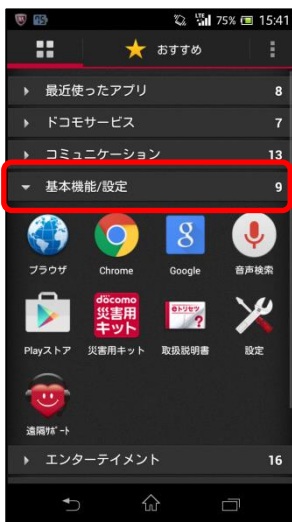 LTE 75% 15:41
おすすめ
最近使ったアプリ 8
ドコモサービス 7
コミュニケーション 13
基本機能/設定 9
8
döcomo
災害用
キット
eトリセツ
?
ブラウザ Chrome Google 音声検索
Playストア 災害用キット 取扱説明書 設定
遠隔ｻﾎﾟｰﾄ
エンターテイメント 16